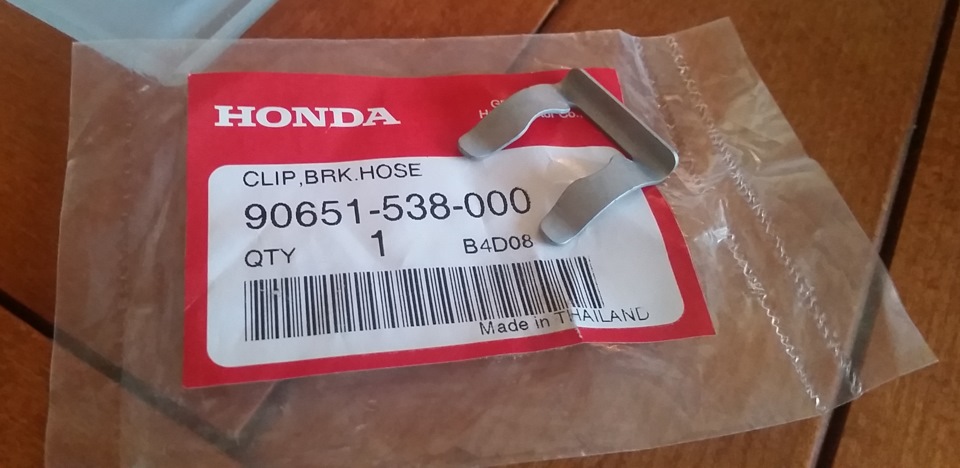 HONDA
CLIP,BRK.HOSE
90651-538-000
QTY 1 B4D08
Made in THAILAND